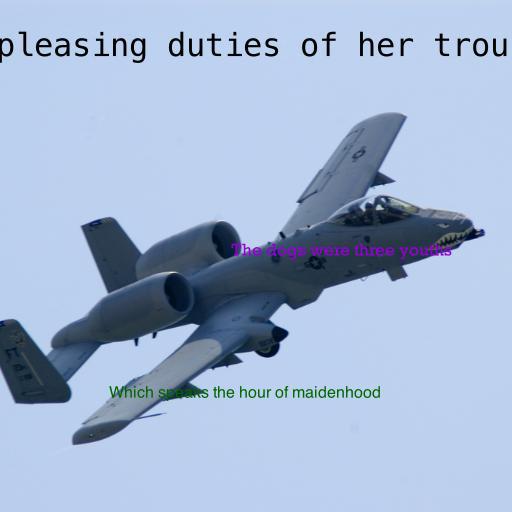 pleasing duties of her trou
The dogs were three youths
Which speaks the hour of maidenhood